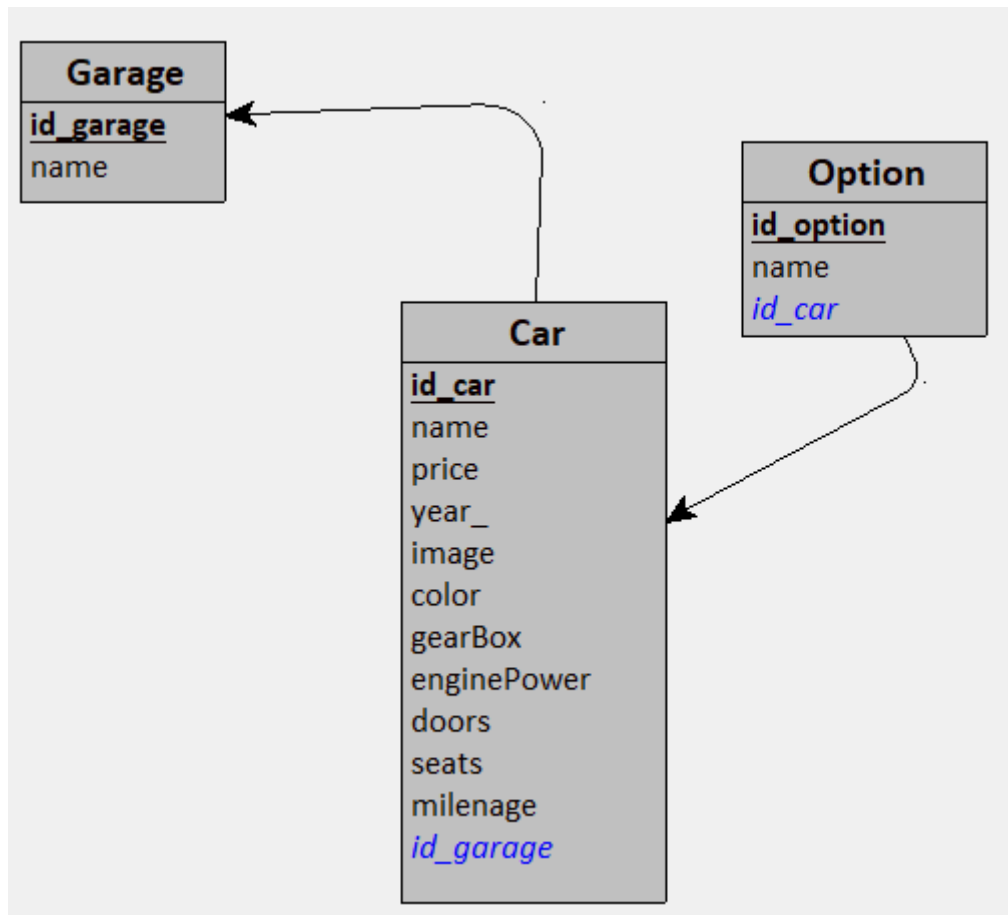 Garage
id_garage
name
Option
id_option
name
id_car
Car
id_car
name
price
year_
image
color
gearBox
enginePower
doors
seats
milenage
id_garage